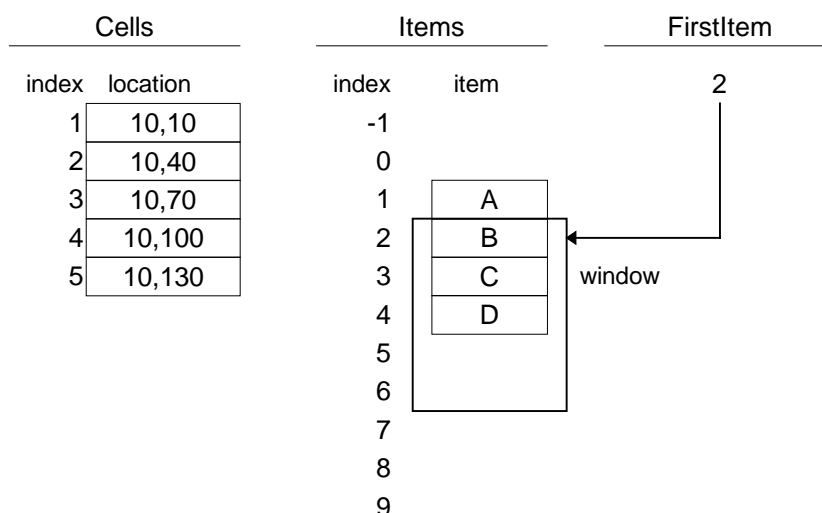 Cells Items FirstItem
index location index item 2
1 10,10 -1
2 10,40 0
3 10,70 1 A
4 10,100 2 B
5 10,130 3 C window
4 D
5
6
7
8
9